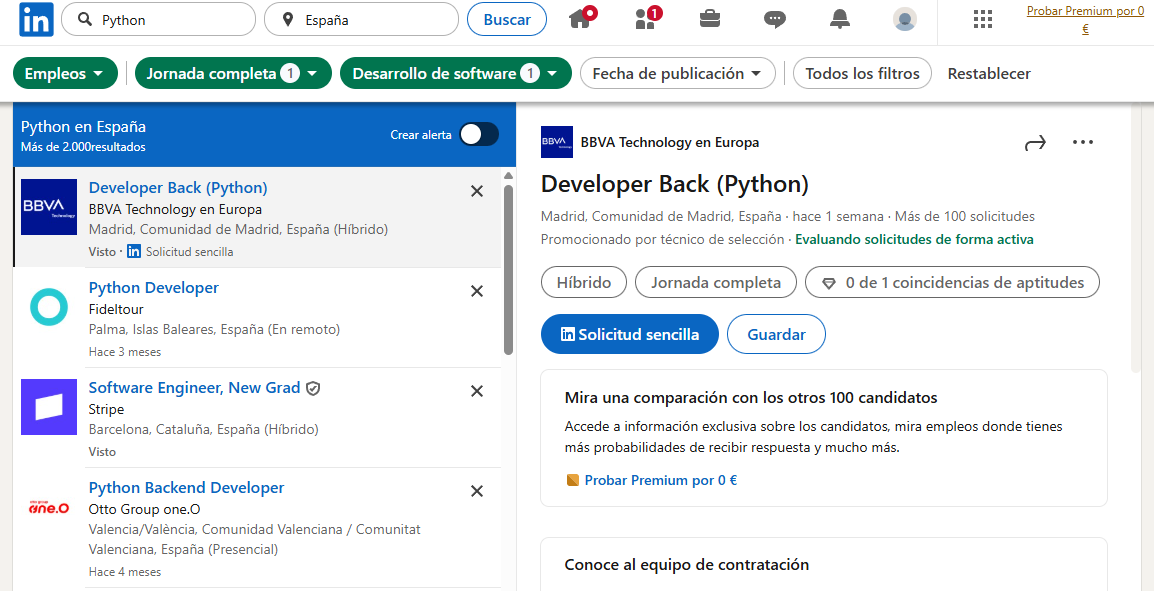 in
Python
España
Buscar
1
Probar Premium por 0
€
Empleos
Jornada completa 1
Desarrollo de software 1
Fecha de publicación
Todos los filtros
Restablecer
Python en España
Más de 2.000resultados
Crear alerta
BBVA
Technology
Developer Back (Python)
BBVA Technology en Europa
Madrid, Comunidad de Madrid, España (Híbrido)
Visto · in Solicitud sencilla
Python Developer
Fideltour
Palma, Islas Baleares, España (En remoto)
Hace 3 meses
Software Engineer, New Grad
Stripe
Barcelona, Cataluña, España (Híbrido)
Visto
otto group
one.O
Python Backend Developer
Otto Group one.O
Valencia/València, Comunidad Valenciana / Comunitat
Valenciana, España (Presencial)
Hace 4 meses
BBVA
BBVA Technology en Europa
Developer Back (Python)
Madrid, Comunidad de Madrid, España · hace 1 semana · Más de 100 solicitudes
Promocionado por técnico de selección · Evaluando solicitudes de forma activa
Híbrido
Jornada completa
0 de 1 coincidencias de aptitudes
in Solicitud sencilla
Guardar
Mira una comparación con los otros 100 candidatos
Accede a información exclusiva sobre los candidatos, mira empleos donde tienes
más probabilidades de recibir respuesta y mucho más.
Probar Premium por 0 €
Conoce al equipo de contratación